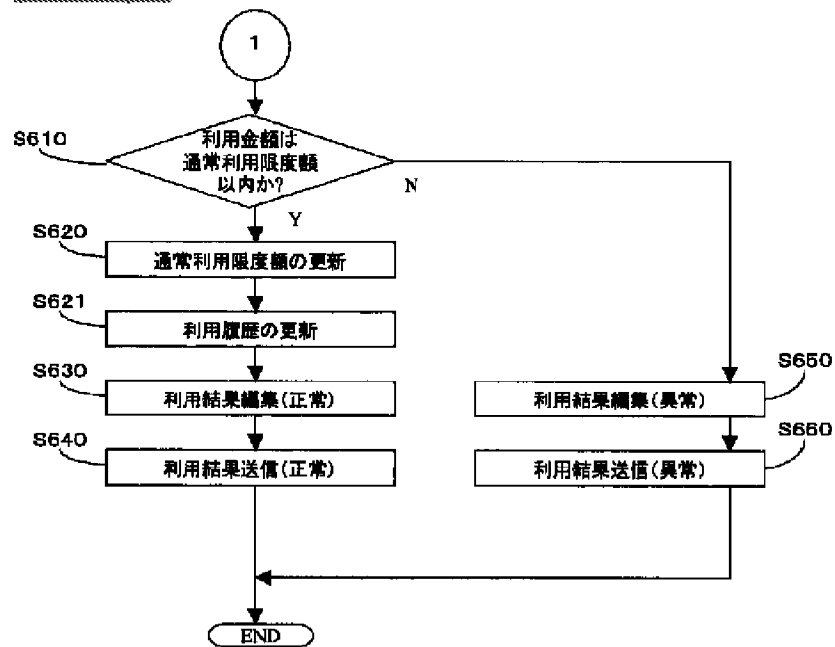 1
S610
利用金額は
通常利用限度額
以内か?
N
Y
S620
通常利用限度額の更新
S621
利用履歴の更新
S630
利用結果編集(正常)
S650
利用結果編集(異常)
S640
利用結果送信(正常)
S660
利用結果送信(異常)
END